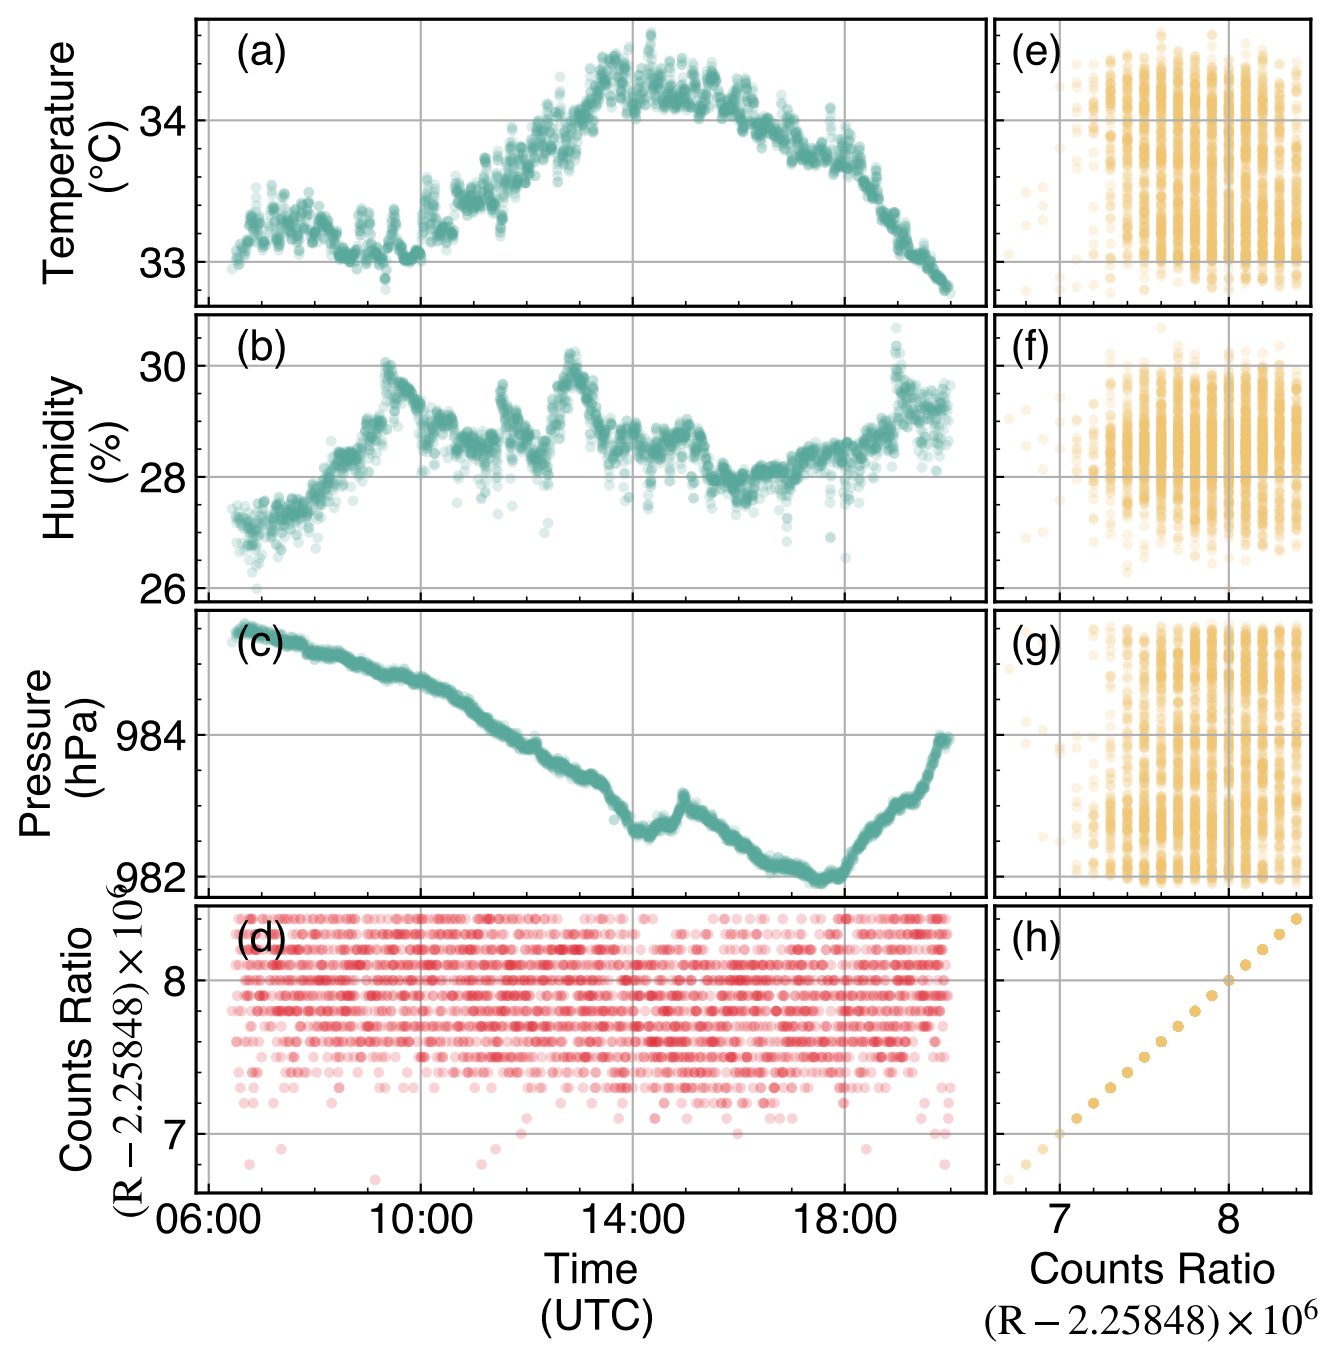 (a)
(e)
Temperature
(°C)
34
33
(b)
(f)
Humidity
(%)
30
28
26
(c)
(g)
Pressure
(hPa)
984
982
(d)
(h)
Counts Ratio
(R − 2.25848) × 10⁶
8
7
06:00 10:00 14:00 18:00
7 8
Time
(UTC)
Counts Ratio
(R − 2.25848) × 10⁶